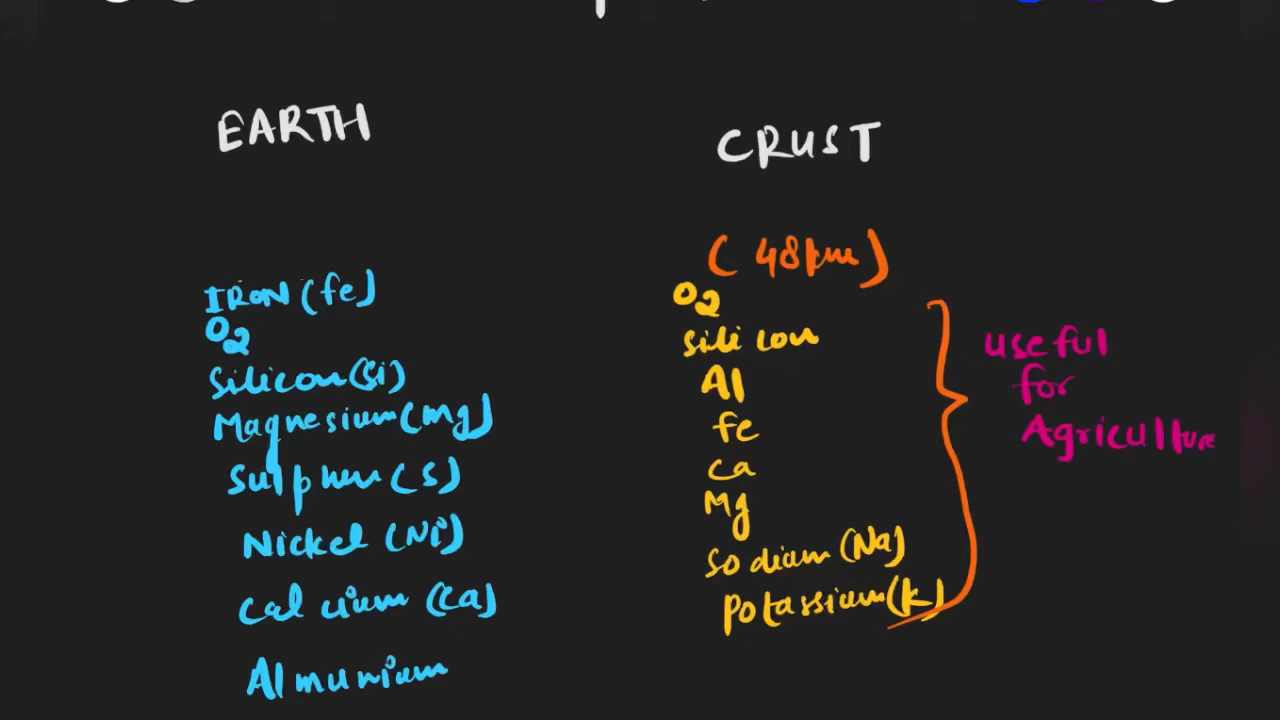 EARTH
CRUST
(48km)
IRON (fe)
O2
Silicon (Si)
Magnesium (Mg)
Sulpher (S)
Nickel (Ni)
Calcium (Ca)
Almunium
O2
Silicon
Al
fe
Ca
Mg
Sodium (Na)
Potassium (K)
useful
for
Agriculture